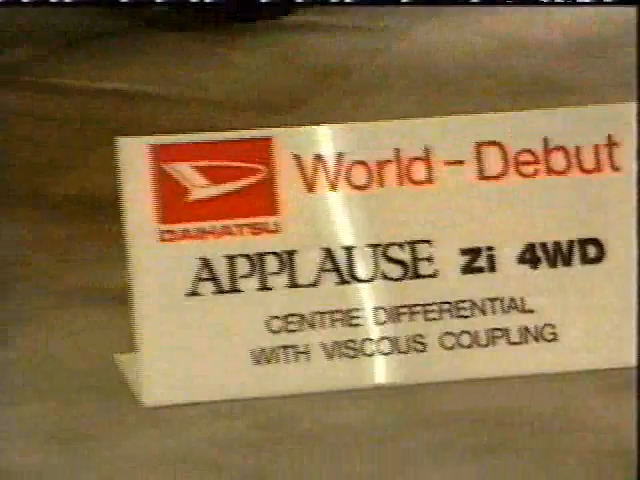 World-Debut
DAIHATSU
APPLAUSE Zi 4WD
CENTRE DIFFERENTIAL
WITH VISCOUS COUPLING